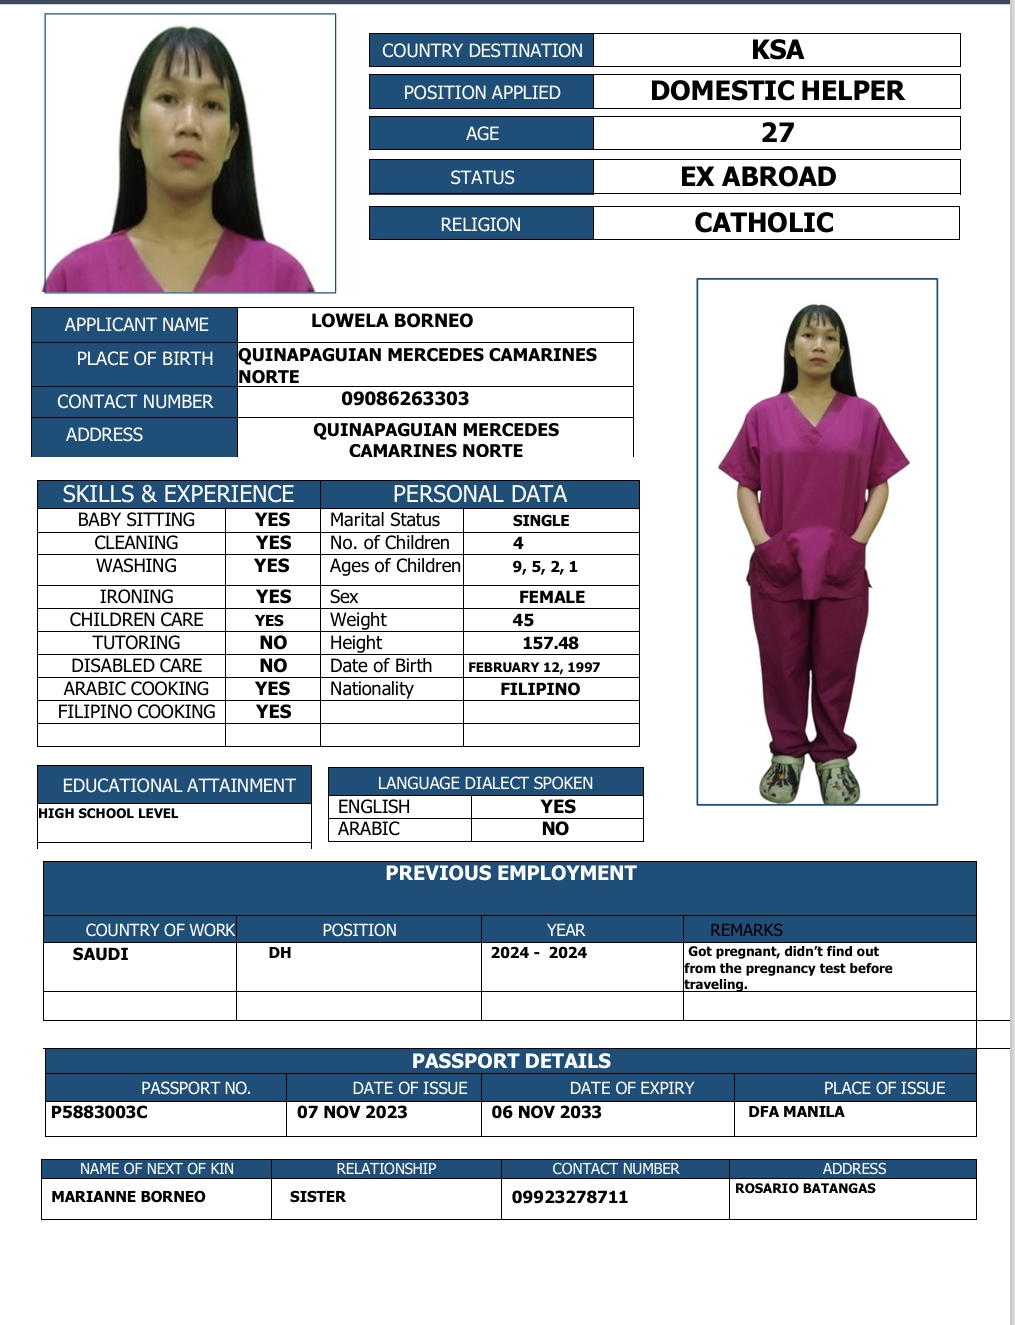 COUNTRY DESTINATION KSA
POSITION APPLIED DOMESTIC HELPER
AGE 27
STATUS EX ABROAD
RELIGION CATHOLIC
APPLICANT NAME LOWELA BORNEO
PLACE OF BIRTH QUINAPAGUIAN MERCEDES CAMARINES
NORTE
CONTACT NUMBER 09086263303
ADDRESS QUINAPAGUIAN MERCEDES
CAMARINES NORTE
SKILLS & EXPERIENCE PERSONAL DATA
BABY SITTING YES Marital Status SINGLE
CLEANING YES No. of Children 4
WASHING YES Ages of Children 9, 5, 2, 1
IRONING YES Sex FEMALE
CHILDREN CARE YES Weight 45
TUTORING NO Height 157.48
DISABLED CARE NO Date of Birth FEBRUARY 12, 1997
ARABIC COOKING YES Nationality FILIPINO
FILIPINO COOKING YES
EDUCATIONAL ATTAINMENT
HIGH SCHOOL LEVEL
LANGUAGE DIALECT SPOKEN
ENGLISH YES
ARABIC NO
PREVIOUS EMPLOYMENT
COUNTRY OF WORK POSITION YEAR REMARKS
SAUDI DH 2024 - 2024 Got pregnant, didn’t find out
from the pregnancy test before
traveling.
PASSPORT DETAILS
PASSPORT NO. DATE OF ISSUE DATE OF EXPIRY PLACE OF ISSUE
P5883003C 07 NOV 2023 06 NOV 2033 DFA MANILA
NAME OF NEXT OF KIN RELATIONSHIP CONTACT NUMBER ADDRESS
MARIANNE BORNEO SISTER 09923278711 ROSARIO BATANGAS